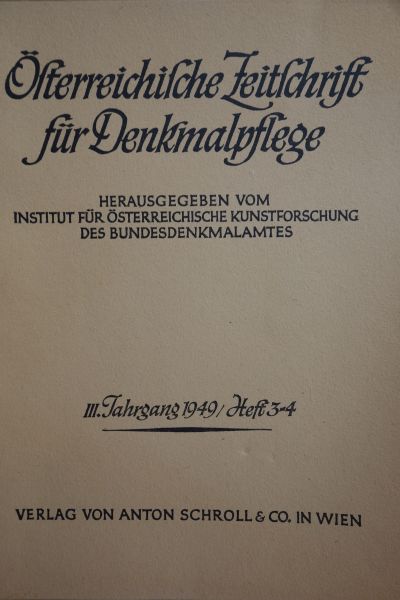 Österreichische Zeitschrift
für Denkmalpflege
HERAUSGEGEBEN VOM
INSTITUT FÜR ÖSTERREICHISCHE KUNSTFORSCHUNG
DES BUNDESDENKMALAMTES
III. Jahrgang 1949 / Heft 3-4
VERLAG VON ANTON SCHROLL & CO. IN WIEN